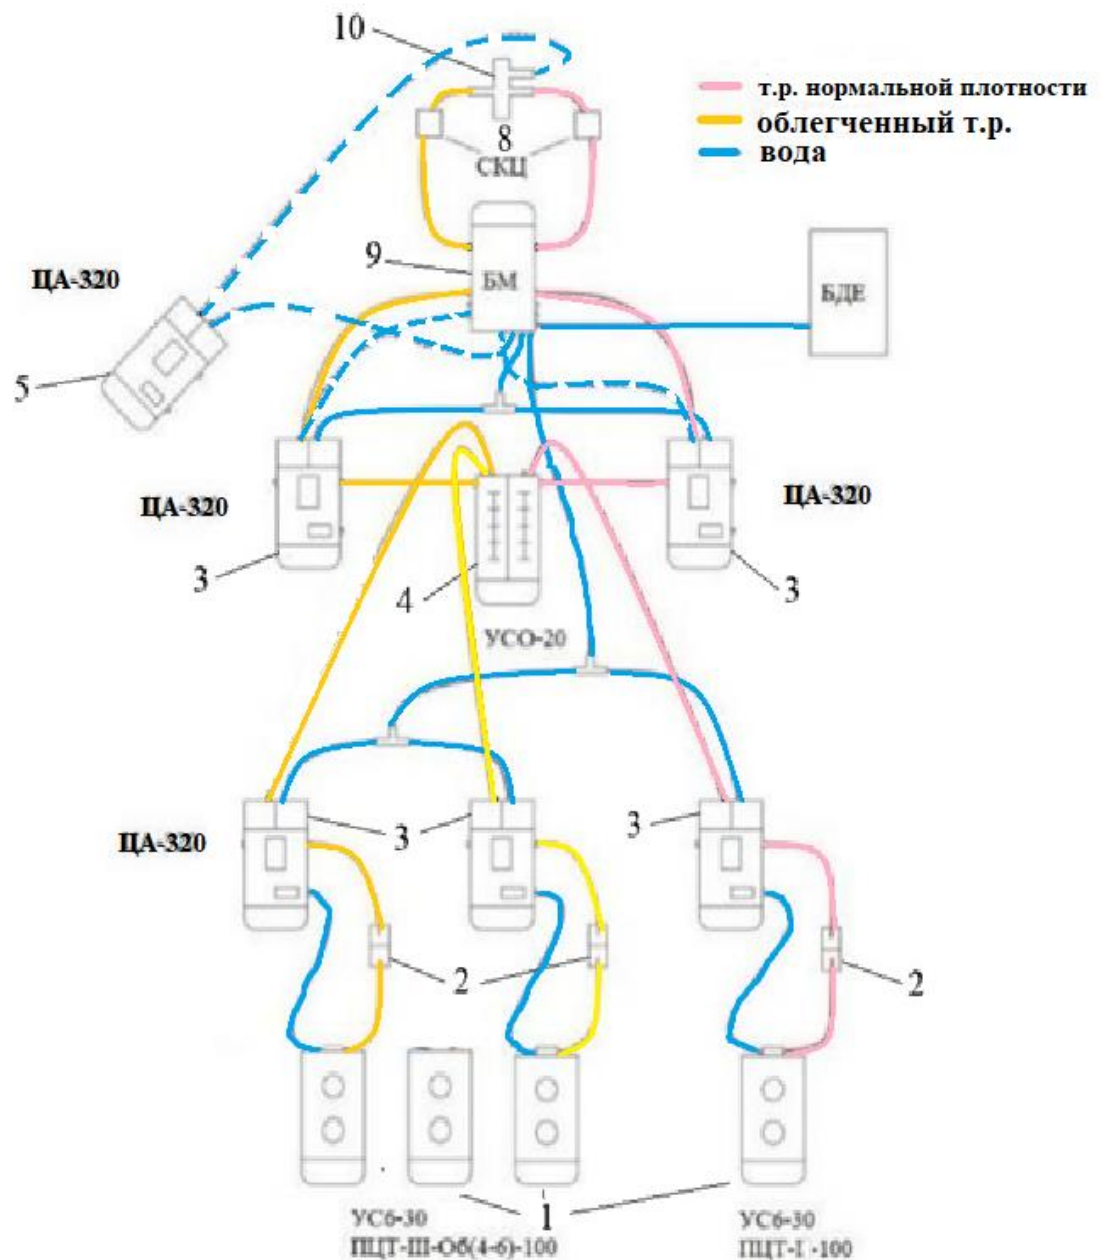 10
т.р. нормальной плотности
облегченный т.р.
вода
8
СКЦ
9
БМ
БДЕ
ЦА-320
5
ЦА-320
ЦА-320
3
4
3
УСО-20
ЦА-320
3
3
2
2
1
УС6-30
ПЦТ-III-Об(4-6)-100
УС6-30
ПЦТ-I -100